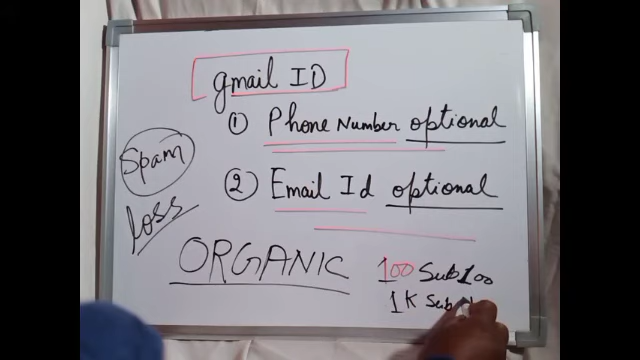 gmail ID
① Phone Number optional
② Email Id optional
Spam
loss
ORGANIC
100 Sub 100
1K Sub